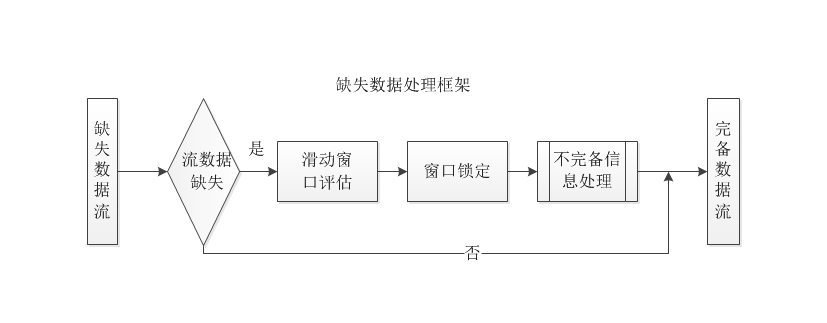 缺失数据处理框架
缺失数据流
流数据
缺失
是
滑动窗
口评估
窗口锁定
不完备信
息处理
完备数据流
否